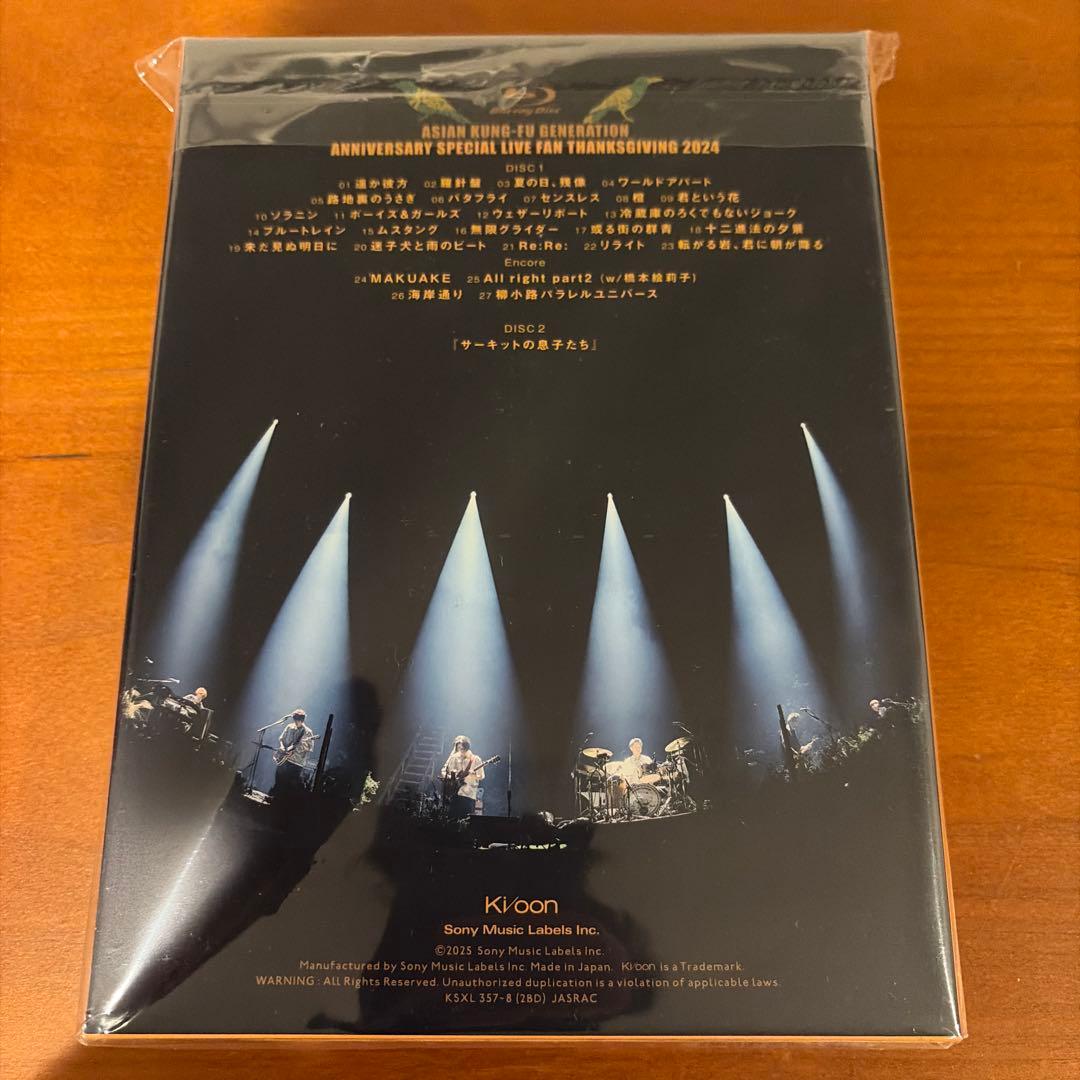 Blu-ray Disc
ASIAN KUNG-FU GENERATION
ANNIVERSARY SPECIAL LIVE FAN THANKSGIVING 2024
DISC 1
01 遥か彼方 02 羅針盤 03 夏の日、残像 04 ワールドアパート
05 路地裏のうさぎ 06 バタフライ 07 センスレス 08 橙 09 君という花
10 ソラニン 11 ボーイズ&ガールズ 12 ウェザーリポート 13 冷蔵庫のろくでもないジョーク
14 ブルートレイン 15 ムスタング 16 無限グライダー 17 或る街の群青 18 十二進法の夕景
19 未だ見ぬ明日に 20 迷子犬と雨のビート 21 Re:Re: 22 リライト 23 転がる岩、君に朝が降る
Encore
24 MAKUAKE 25 All right part2 (w/橋本絵莉子)
26 海岸通り 27 柳小路パラレルユニバース
DISC 2
『サーキットの息子たち』
Ki/oon
Sony Music Labels Inc.
©2025 Sony Music Labels Inc.
Manufactured by Sony Music Labels Inc. Made in Japan. Ki/oon is a Trademark.
WARNING : All Rights Reserved. Unauthorized duplication is a violation of applicable laws.
KSXL 357~8 (2BD) JASRAC